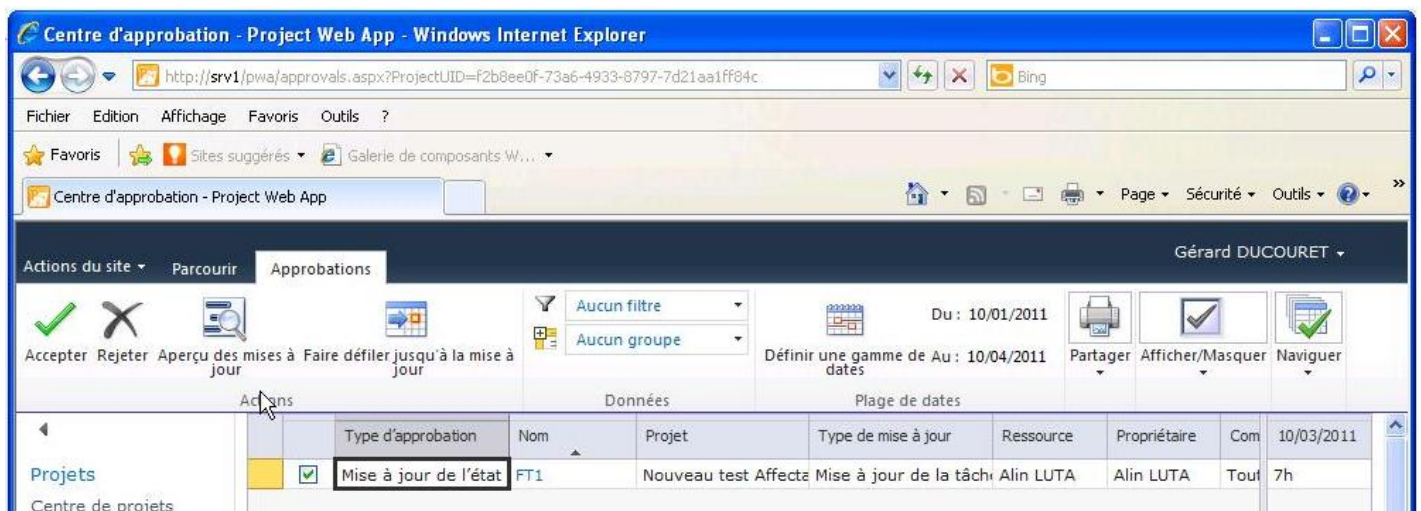 Centre d'approbation - Project Web App - Windows Internet Explorer
http://srv1/pwa/approvals.aspx?ProjectUID=f2b8ee0f-73a6-4933-8797-7d21aa1ff84c Bing
Fichier Edition Affichage Favoris Outils ?
Favoris Sites suggérés Galerie de composants W...
Centre d'approbation - Project Web App Page Sécurité Outils »
Gérard DUCOURET
Actions du site Parcourir Approbations
Aucun filtre Du : 10/01/2011
Aucun groupe
Accepter Rejeter Aperçu des mises à jour Faire défiler jusqu'à la mise à jour Définir une gamme de dates Au : 10/04/2011 Partager Afficher/Masquer Naviguer
Actions Données Plage de dates
Type d'approbation Nom Projet Type de mise à jour Ressource Propriétaire Com 10/03/2011
Projets Mise à jour de l'état FT1 Nouveau test Affecta Mise à jour de la tâch Alin LUTA Alin LUTA Tout 7h
Centre de projets